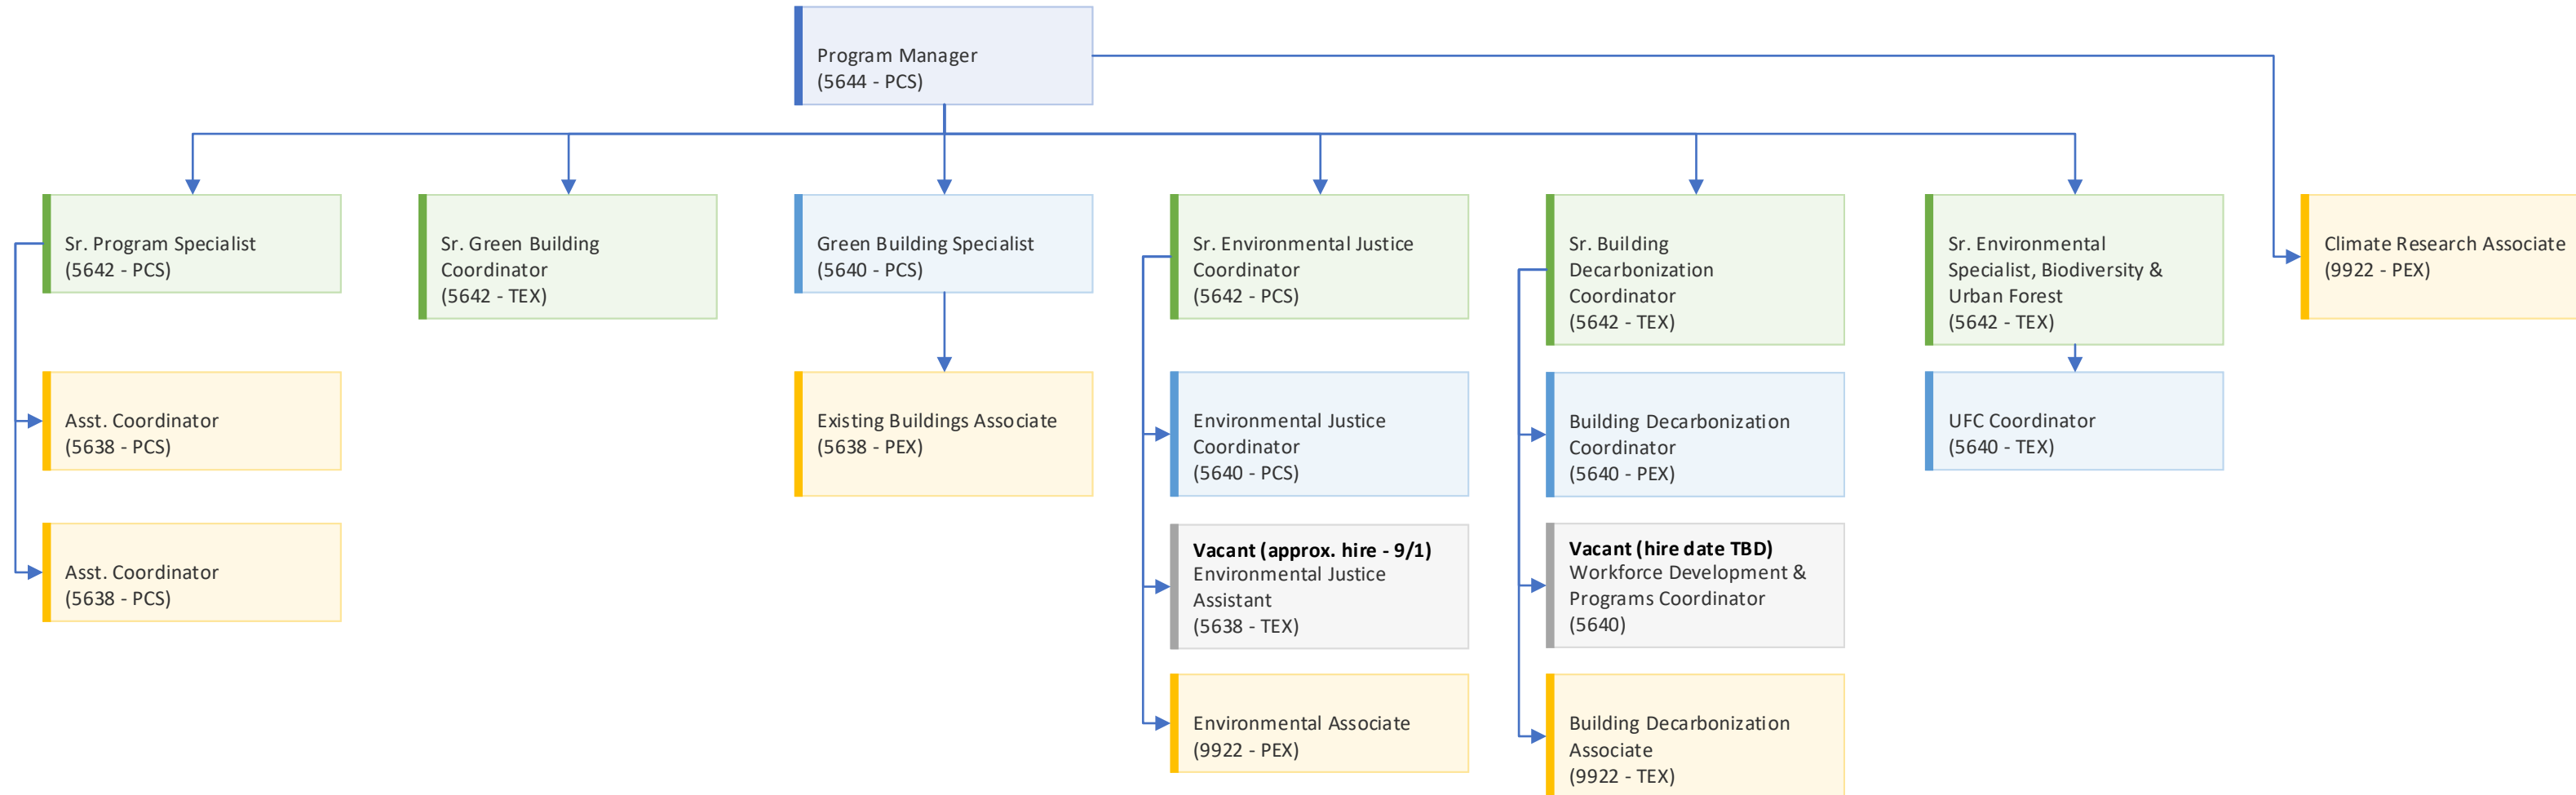 Program Manager
(5644 - PCS)
Sr. Program Specialist
(5642 - PCS)
Sr. Green Building
Coordinator
(5642 - TEX)
Green Building Specialist
(5640 - PCS)
Sr. Environmental Justice
Coordinator
(5642 - PCS)
Sr. Building
Decarbonization
Coordinator
(5642 - TEX)
Sr. Environmental
Specialist, Biodiversity &
Urban Forest
(5642 - TEX)
Climate Research Associate
(9922 - PEX)
Asst. Coordinator
(5638 - PCS)
Existing Buildings Associate
(5638 - PEX)
Environmental Justice
Coordinator
(5640 - PCS)
Building Decarbonization
Coordinator
(5640 - PEX)
UFC Coordinator
(5640 - TEX)
Asst. Coordinator
(5638 - PCS)
Vacant (approx. hire - 9/1)
Environmental Justice
Assistant
(5638 - TEX)
Vacant (hire date TBD)
Workforce Development &
Programs Coordinator
(5640)
Environmental Associate
(9922 - PEX)
Building Decarbonization
Associate
(9922 - TEX)